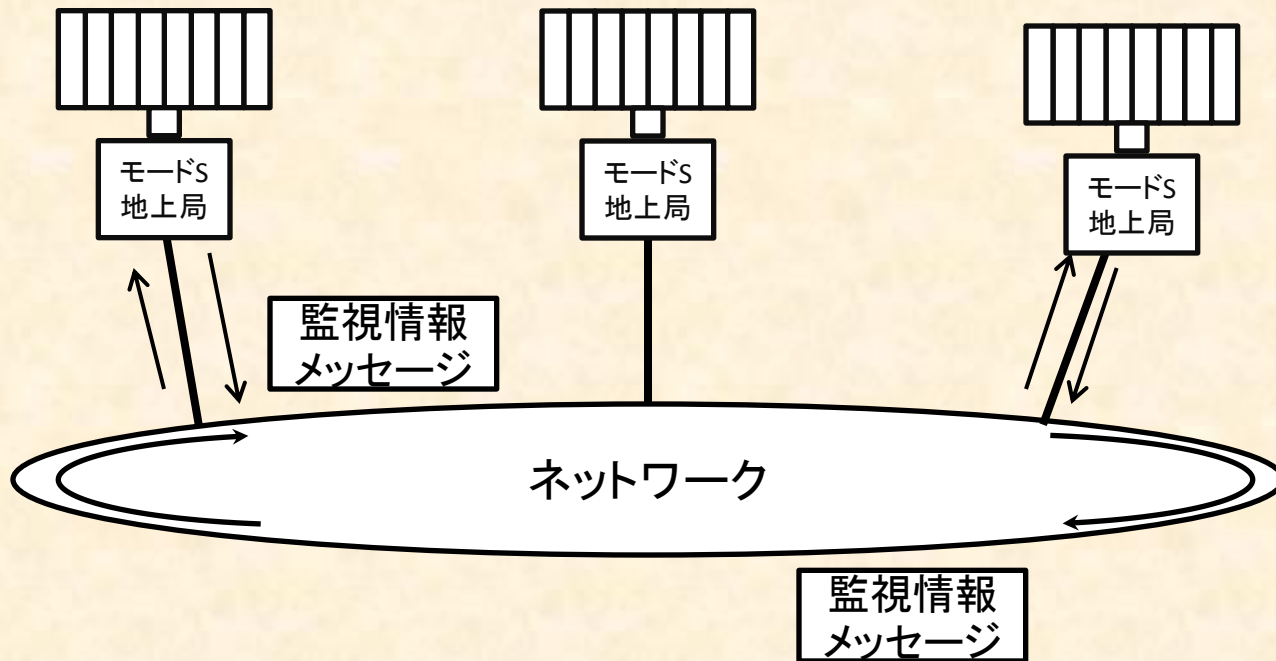 モードS
地上局
モードS
地上局
モードS
地上局
監視情報
メッセージ
ネットワーク
監視情報
メッセージ